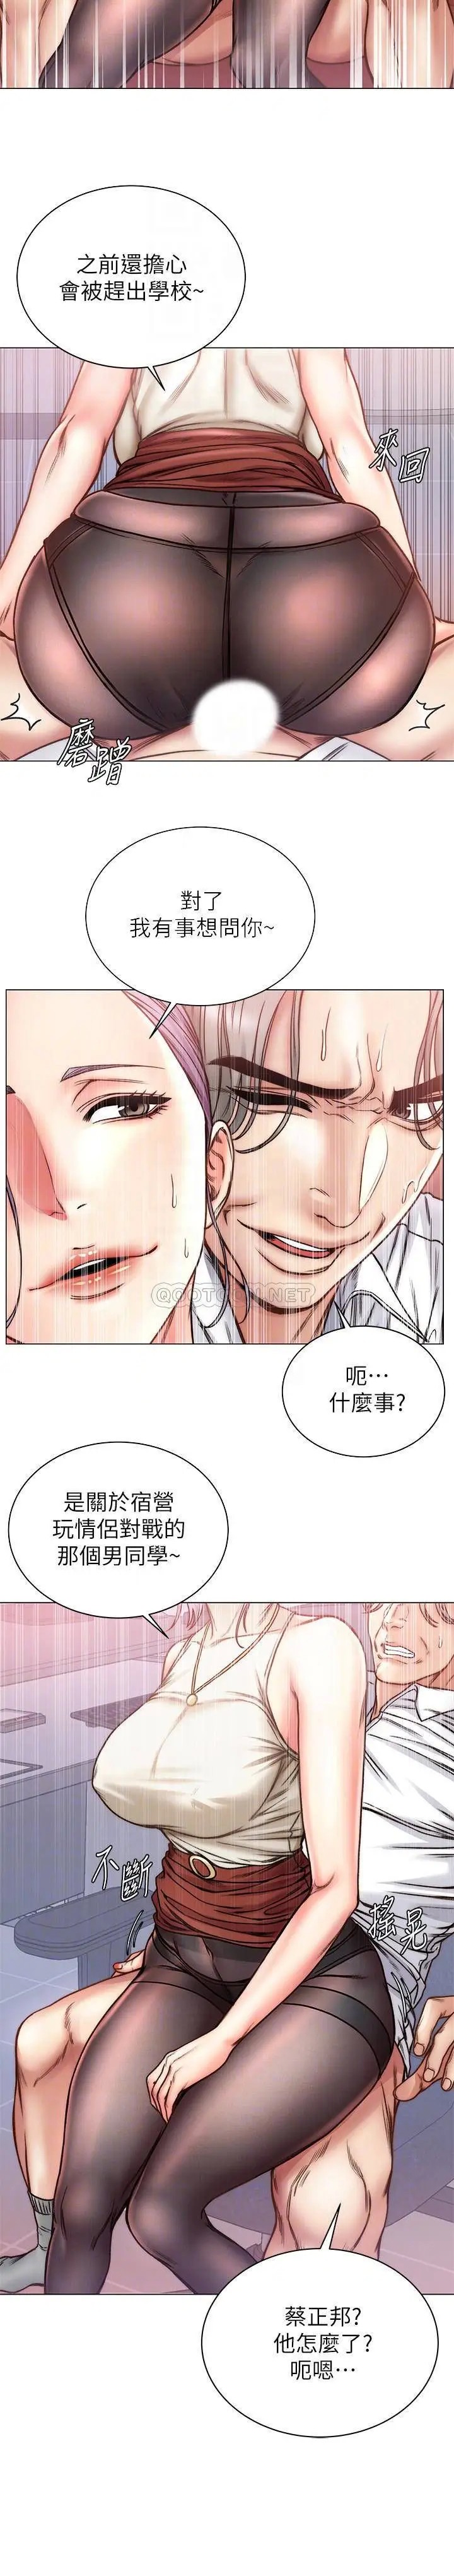 之前還擔心
會被趕出學校~
來回
磨蹭
對了
我有事想問你~
呃…
什麼事?
是關於宿營
玩情侶對戰的
那個男同學~
不斷
搖晃
蔡正邦?
他怎麼了?
呃嗯…